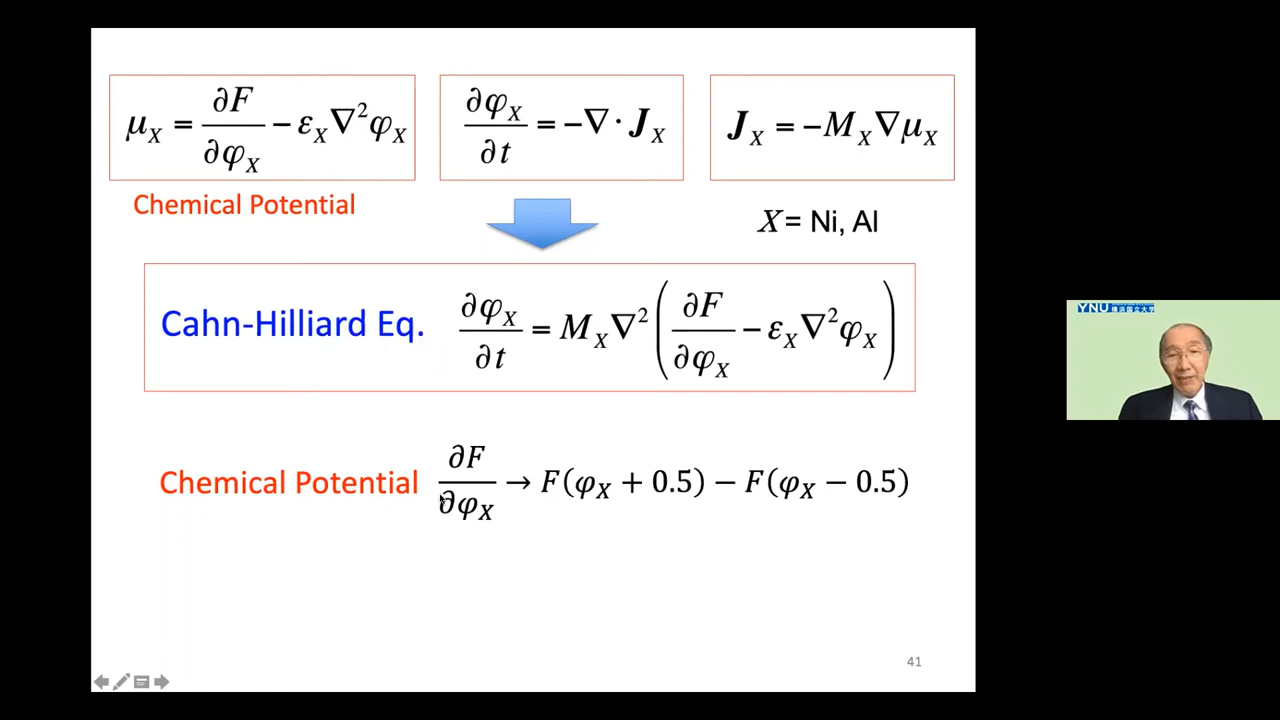 μ_X = ∂F/∂φ_X − ε_X ∇²φ_X
∂φ_X/∂t = −∇ · J_X
J_X = −M_X ∇μ_X
Chemical Potential
X = Ni, Al
Cahn-Hilliard Eq. ∂φ_X/∂t = M_X ∇² (∂F/∂φ_X − ε_X ∇²φ_X)
Chemical Potential ∂F/∂φ_X → F(φ_X + 0.5) − F(φ_X − 0.5)
41
YNU